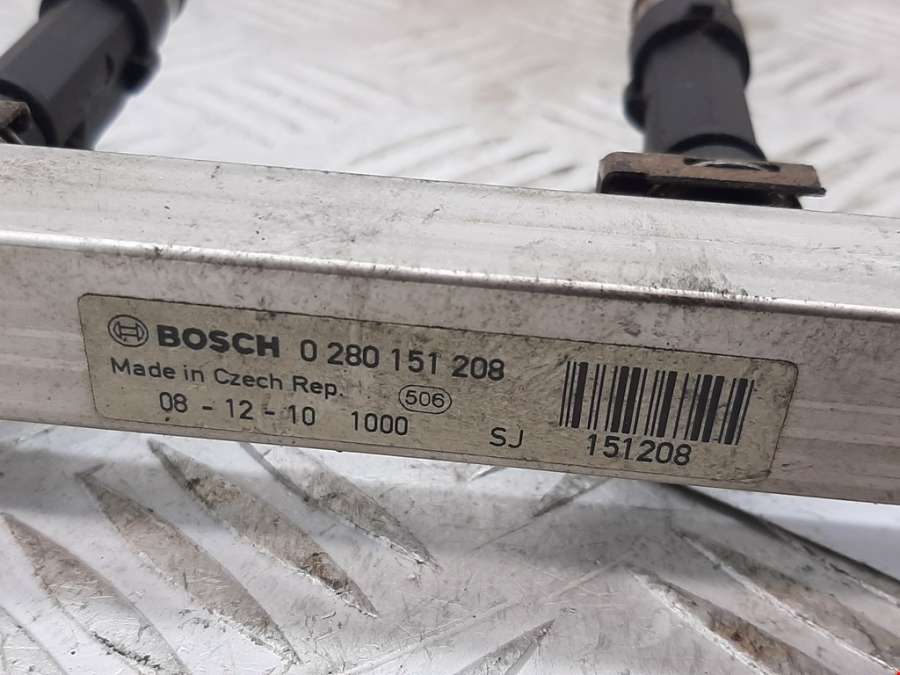 BOSCH 0 280 151 208
Made in Czech Rep. 506
08 - 12 - 10 1000 SJ 151208